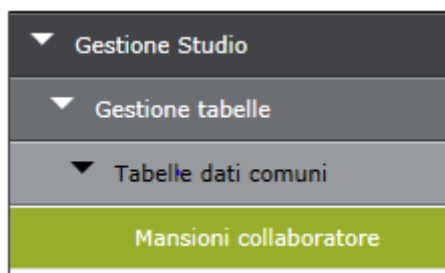 Gestione Studio
Gestione tabelle
Tabelle dati comuni
Mansioni collaboratore